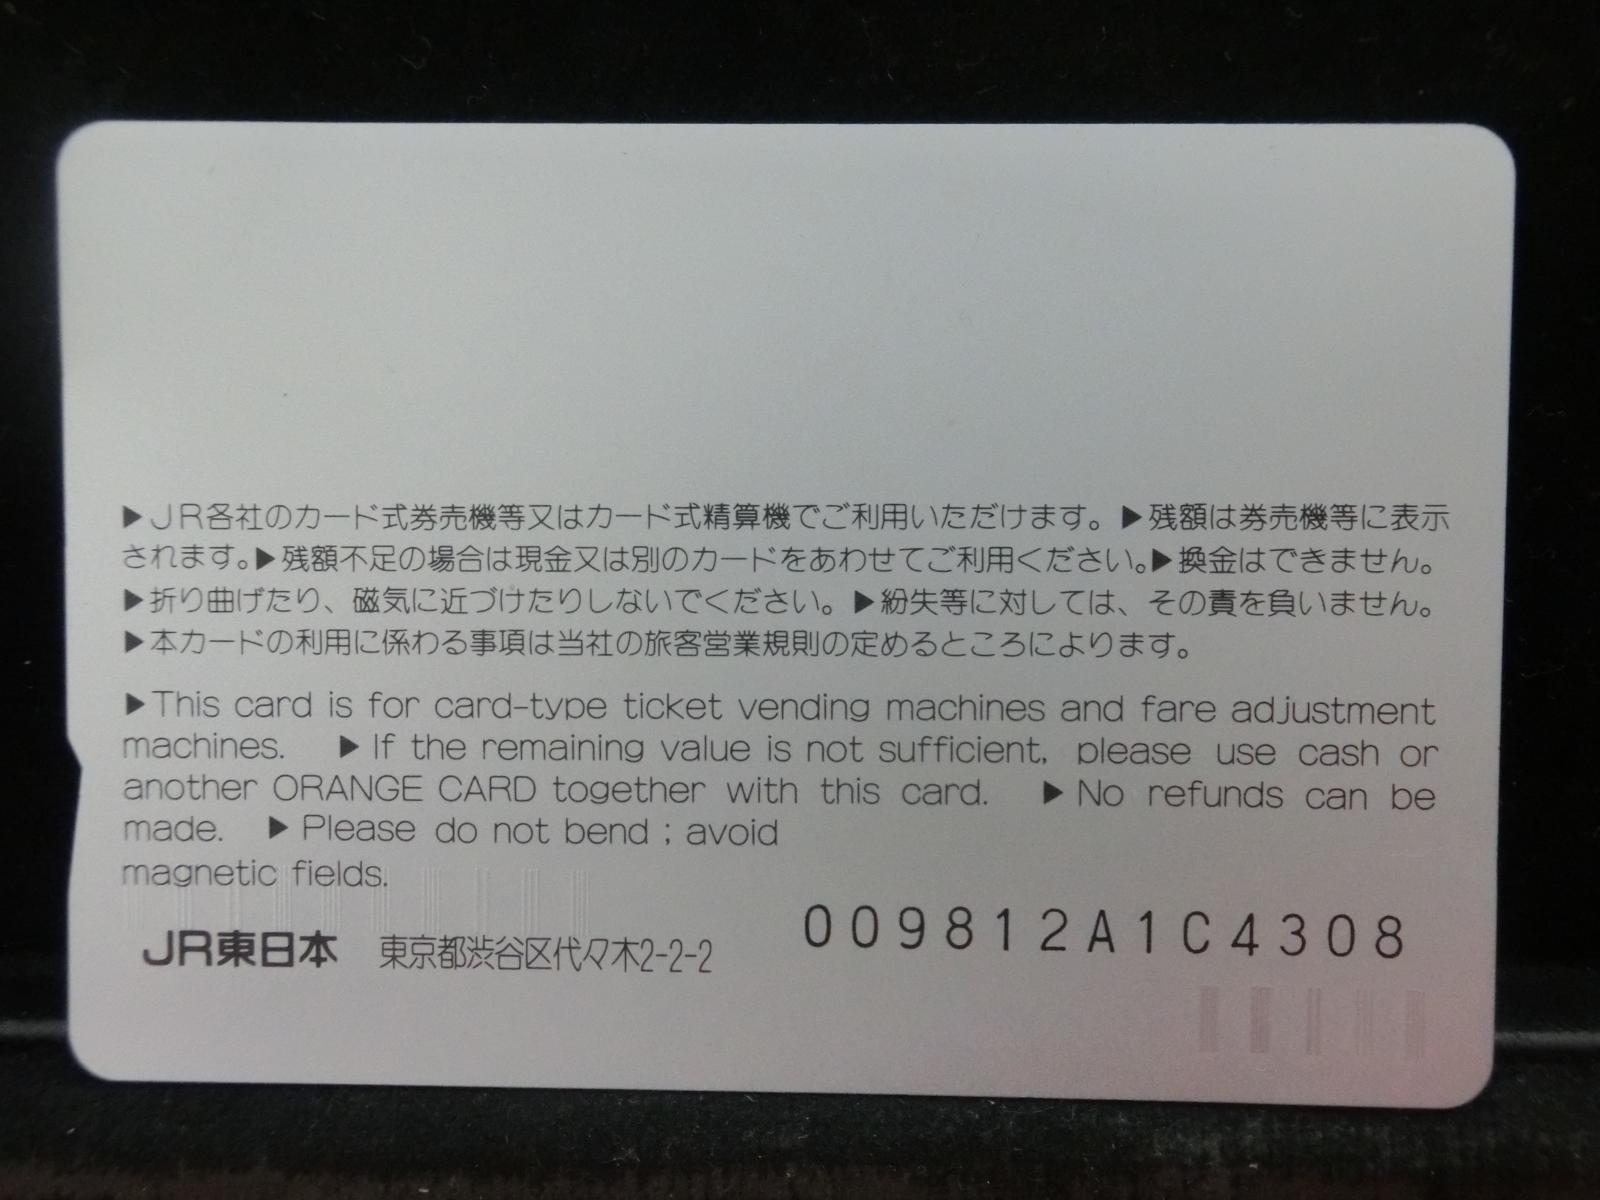 ▶JR各社のカード式券売機等又はカード式精算機でご利用いただけます。▶残額は券売機等に表示
されます。▶残額不足の場合は現金又は別のカードをあわせてご利用ください。▶換金はできません。
▶折り曲げたり、磁気に近づけたりしないでください。▶紛失等に対しては、その責を負いません。
▶本カードの利用に係わる事項は当社の旅客営業規則の定めるところによります。
▶This card is for card-type ticket vending machines and fare adjustment
machines. ▶If the remaining value is not sufficient, please use cash or
another ORANGE CARD together with this card. ▶No refunds can be
made. ▶Please do not bend ; avoid
magnetic fields.
JR東日本 東京都渋谷区代々木2-2-2 009812A1C4308